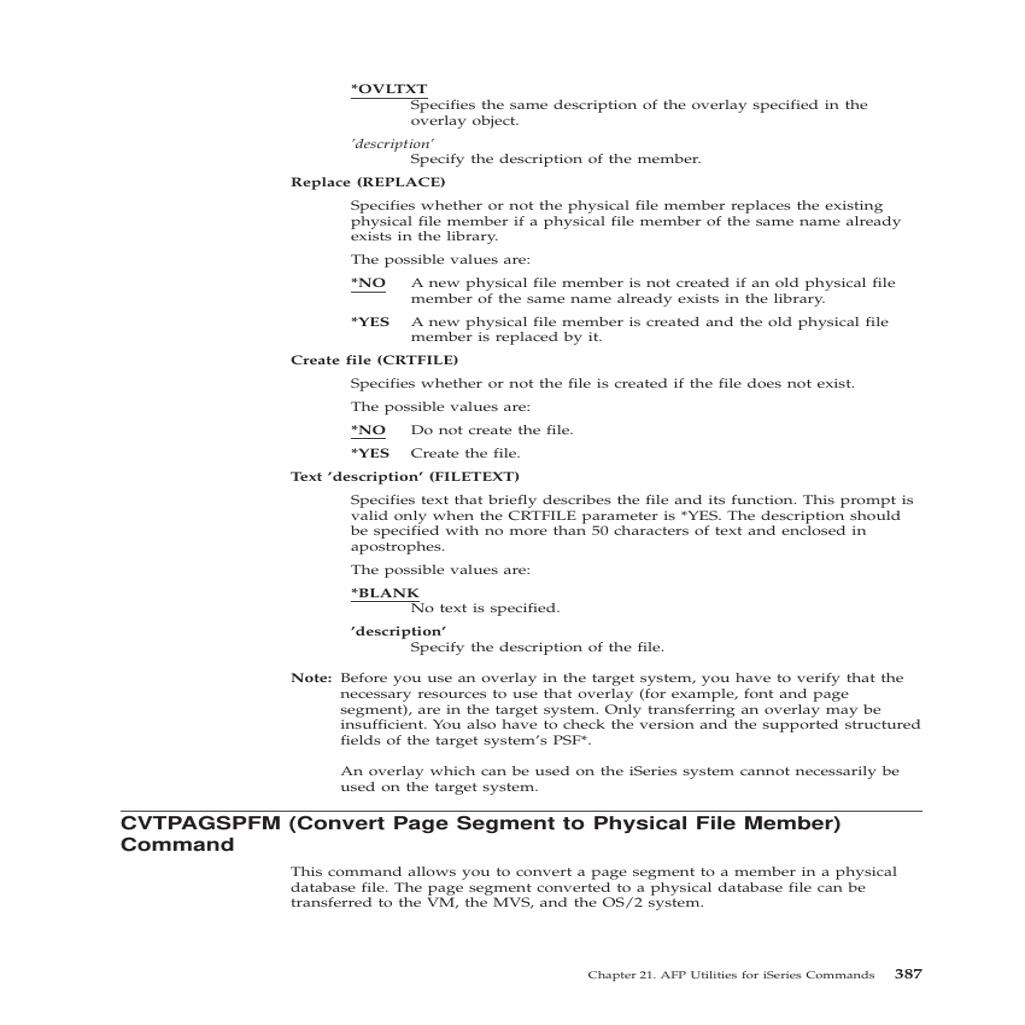 *OVLTXT
Specifies the same description of the overlay specified in the
overlay object.
’description’
Specify the description of the member.
Replace (REPLACE)
Specifies whether or not the physical file member replaces the existing
physical file member if a physical file member of the same name already
exists in the library.
The possible values are:
*NO A new physical file member is not created if an old physical file
member of the same name already exists in the library.
*YES A new physical file member is created and the old physical file
member is replaced by it.
Create file (CRTFILE)
Specifies whether or not the file is created if the file does not exist.
The possible values are:
*NO Do not create the file.
*YES Create the file.
Text ’description’ (FILETEXT)
Specifies text that briefly describes the file and its function. This prompt is
valid only when the CRTFILE parameter is *YES. The description should
be specified with no more than 50 characters of text and enclosed in
apostrophes.
The possible values are:
*BLANK
No text is specified.
’description’
Specify the description of the file.
Note: Before you use an overlay in the target system, you have to verify that the
necessary resources to use that overlay (for example, font and page
segment), are in the target system. Only transferring an overlay may be
insufficient. You also have to check the version and the supported structured
fields of the target system’s PSF*.
An overlay which can be used on the iSeries system cannot necessarily be
used on the target system.
CVTPAGSPFM (Convert Page Segment to Physical File Member)
Command
This command allows you to convert a page segment to a member in a physical
database file. The page segment converted to a physical database file can be
transferred to the VM, the MVS, and the OS/2 system.
Chapter 21. AFP Utilities for iSeries Commands 387